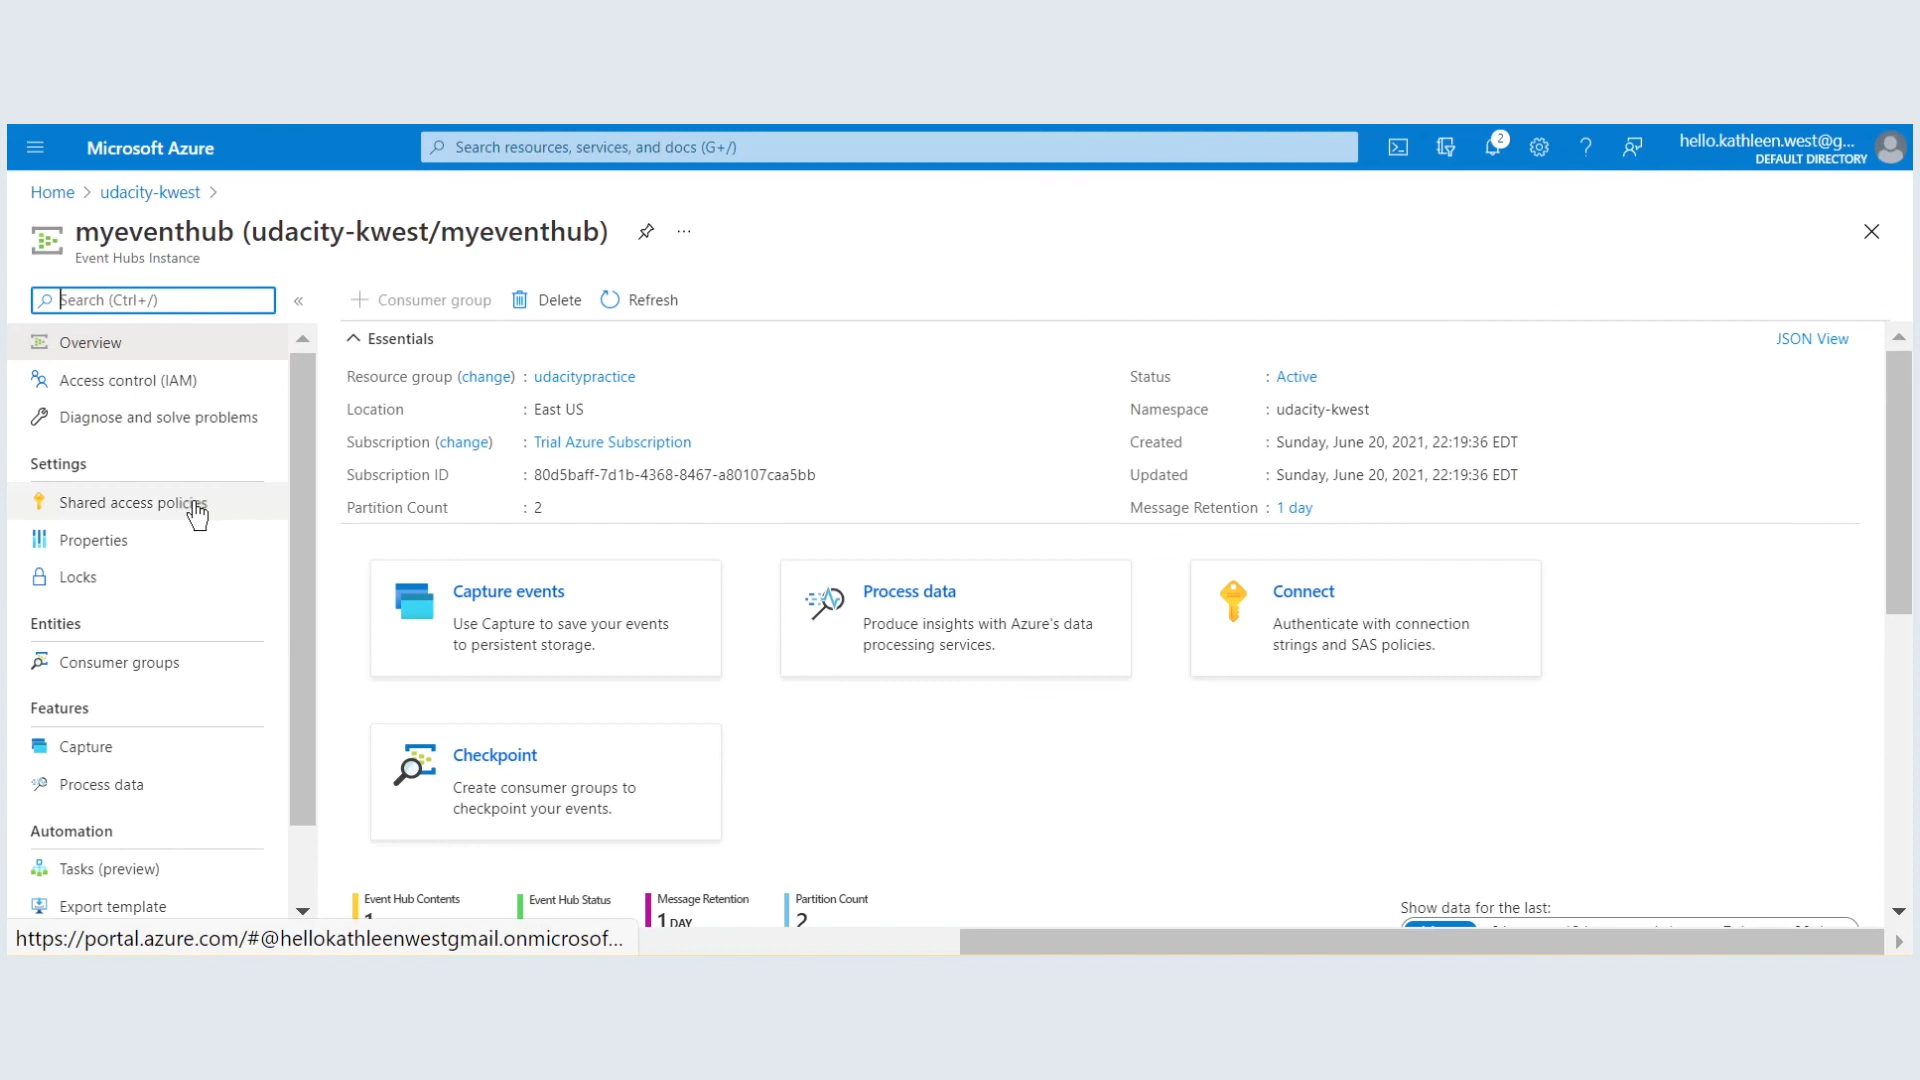 Microsoft Azure
Search resources, services, and docs (G+/)
2
hello.kathleen.west@g...
DEFAULT DIRECTORY
Home > udacity-kwest >
myeventhub (udacity-kwest/myeventhub)
...
Event Hubs Instance
Search (Ctrl+/)
«
Consumer group
Delete
Refresh
Overview
Access control (IAM)
Diagnose and solve problems
Settings
Shared access policies
Properties
Locks
Entities
Consumer groups
Features
Capture
Process data
Automation
Tasks (preview)
Export template
Essentials
JSON View
Resource group (change) : udacitypractice
Location : East US
Subscription (change) : Trial Azure Subscription
Subscription ID : 80d5baff-7d1b-4368-8467-a80107caa5bb
Partition Count : 2
Status : Active
Namespace : udacity-kwest
Created : Sunday, June 20, 2021, 22:19:36 EDT
Updated : Sunday, June 20, 2021, 22:19:36 EDT
Message Retention : 1 day
Capture events
Use Capture to save your events
to persistent storage.
Process data
Produce insights with Azure's data
processing services.
Connect
Authenticate with connection
strings and SAS policies.
Checkpoint
Create consumer groups to
checkpoint your events.
Event Hub Contents
1
Event Hub Status
Message Retention
1 DAY
Partition Count
2
Show data for the last:
https://portal.azure.com/#@hellokathleenwestgmail.onmicrosof...